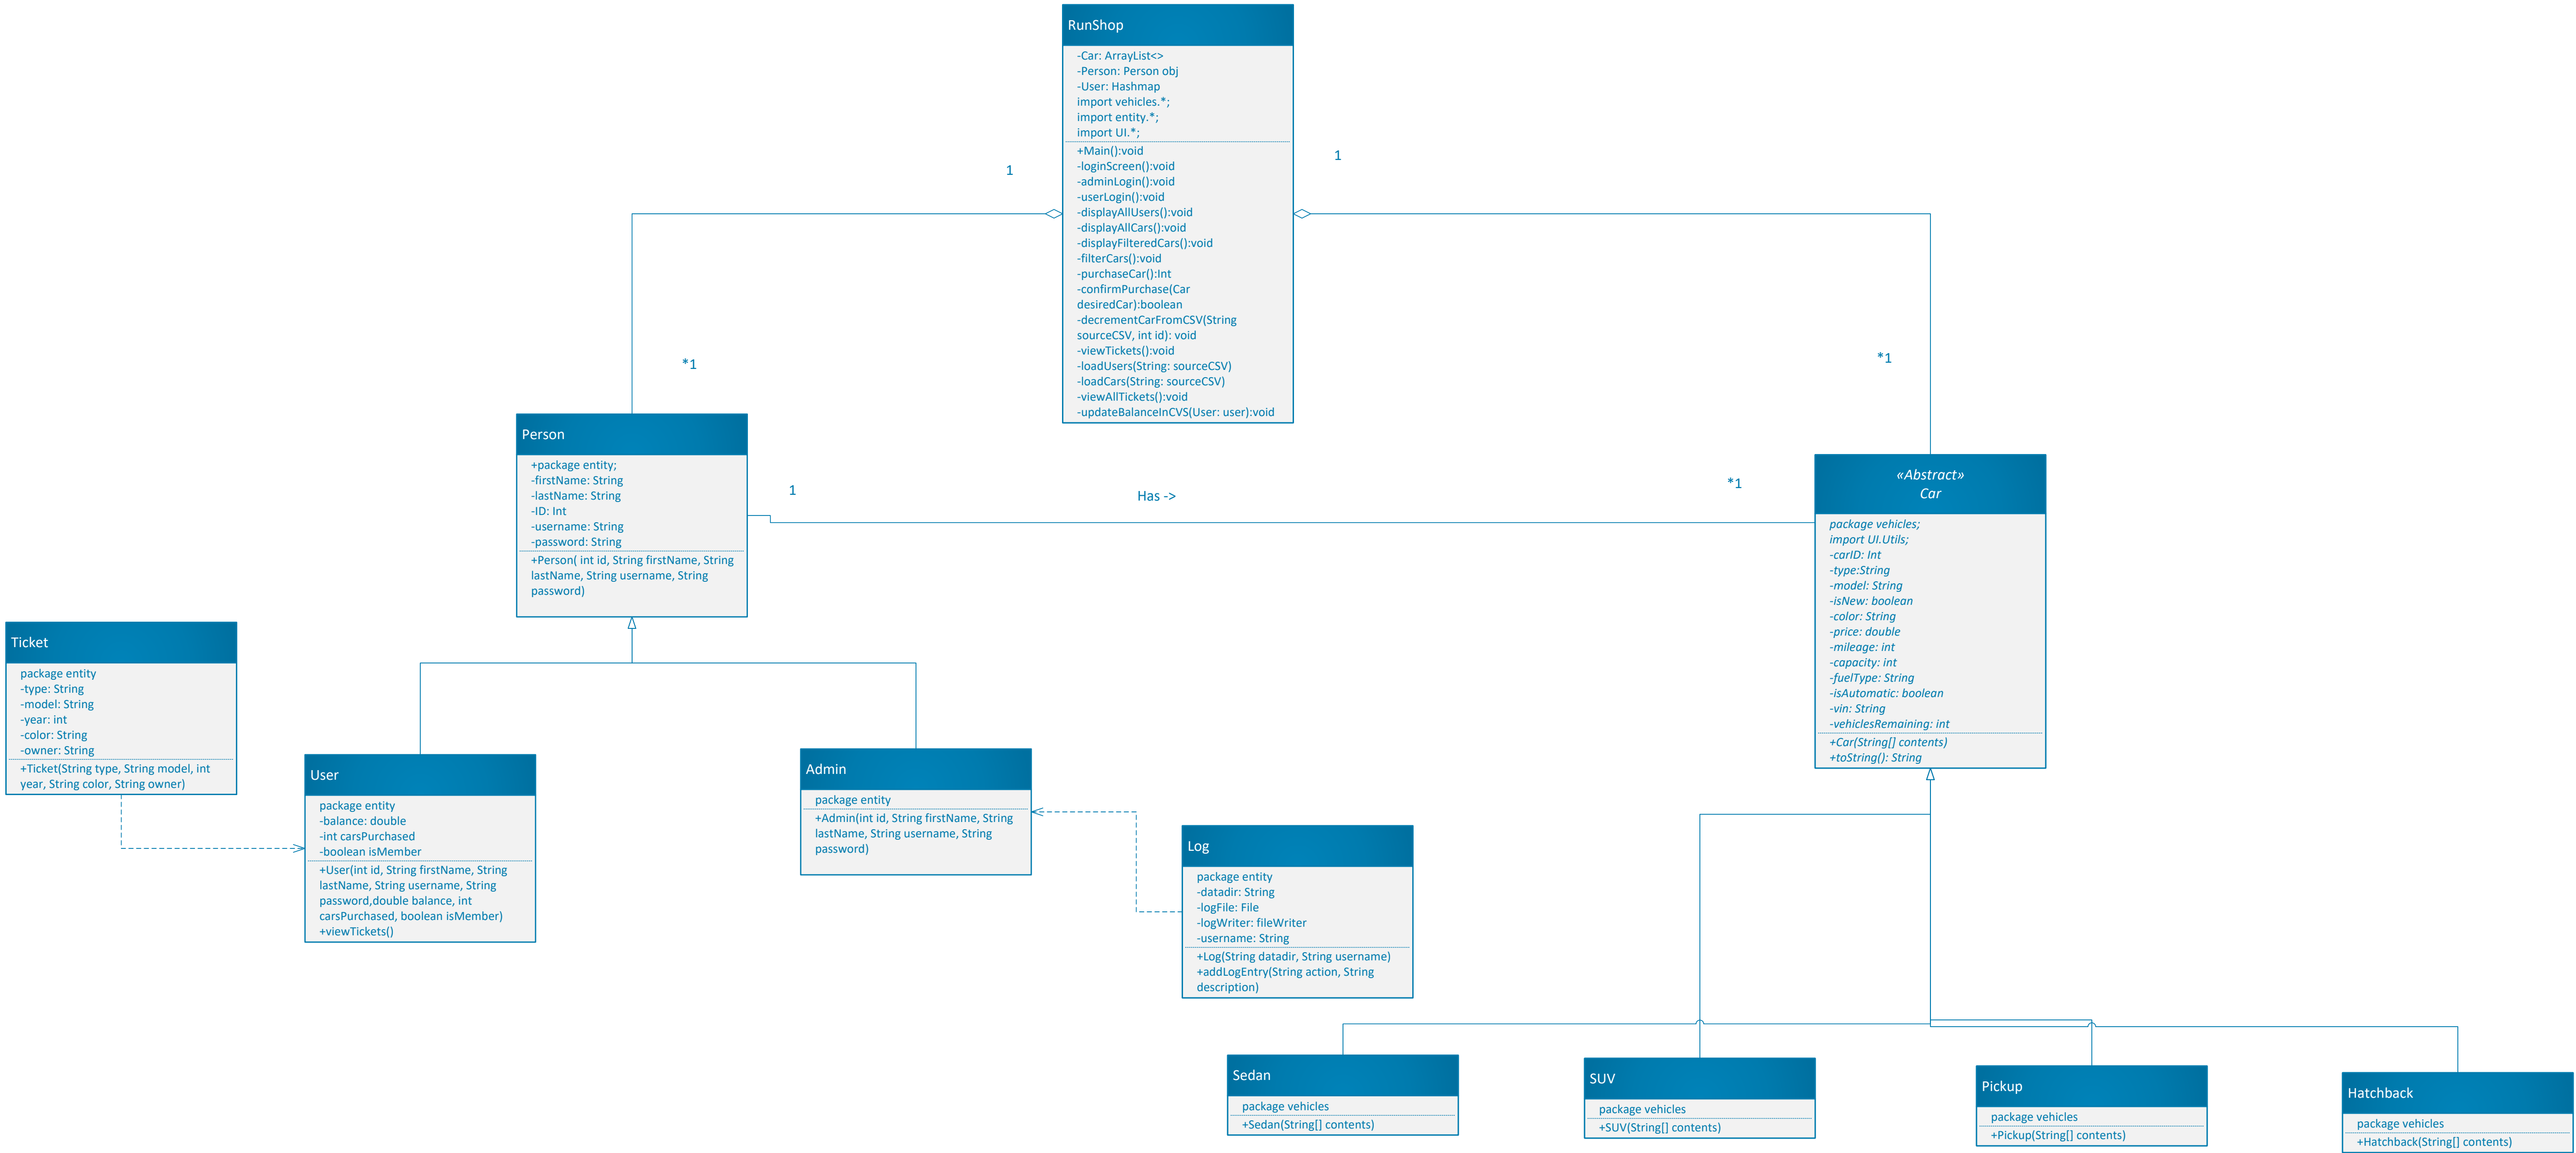 RunShop
-Car: ArrayList<>
-Person: Person obj
-User: Hashmap
import vehicles.*;
import entity.*;
import UI.*;
+Main():void
-loginScreen():void
-adminLogin():void
-userLogin():void
-displayAllUsers():void
-displayAllCars():void
-displayFilteredCars():void
-filterCars():void
-purchaseCar():Int
-confirmPurchase(Car
desiredCar):boolean
-decrementCarFromCSV(String
sourceCSV, int id): void
-viewTickets():void
-loadUsers(String: sourceCSV)
-loadCars(String: sourceCSV)
-viewAllTickets():void
-updateBalanceInCVS(User: user):void
1
1
*1
*1
Person
+package entity;
-firstName: String
-lastName: String
-ID: Int
-username: String
-password: String
+Person( int id, String firstName, String
lastName, String username, String
password)
1
Has ->
*1
«Abstract»
Car
package vehicles;
import UI.Utils;
-carID: Int
-type:String
-model: String
-isNew: boolean
-color: String
-price: double
-mileage: int
-capacity: int
-fuelType: String
-isAutomatic: boolean
-vin: String
-vehiclesRemaining: int
+Car(String[] contents)
+toString(): String
Ticket
package entity
-type: String
-model: String
-year: int
-color: String
-owner: String
+Ticket(String type, String model, int
year, String color, String owner)
User
package entity
-balance: double
-int carsPurchased
-boolean isMember
+User(int id, String firstName, String
lastName, String username, String
password,double balance, int
carsPurchased, boolean isMember)
+viewTickets()
Admin
package entity
+Admin(int id, String firstName, String
lastName, String username, String
password)
Log
package entity
-datadir: String
-logFile: File
-logWriter: fileWriter
-username: String
+Log(String datadir, String username)
+addLogEntry(String action, String
description)
Sedan
package vehicles
+Sedan(String[] contents)
SUV
package vehicles
+SUV(String[] contents)
Pickup
package vehicles
+Pickup(String[] contents)
Hatchback
package vehicles
+Hatchback(String[] contents)